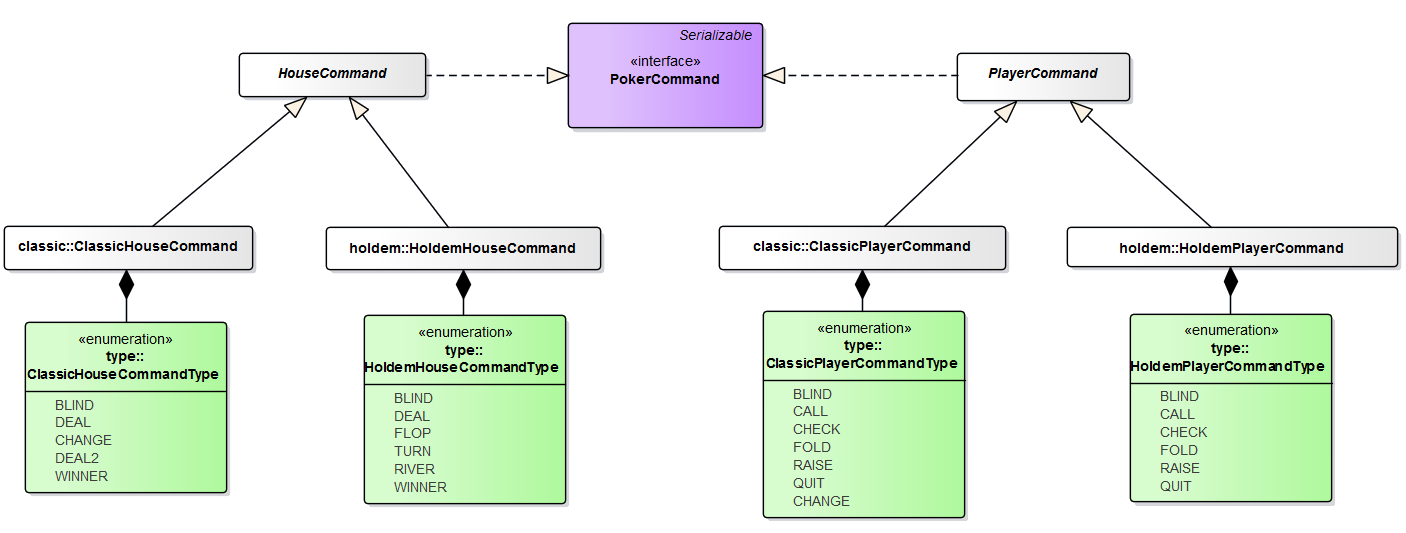 Serializable
«interface»
PokerCommand
HouseCommand
PlayerCommand
classic::ClassicHouseCommand
holdem::HoldemHouseCommand
classic::ClassicPlayerCommand
holdem::HoldemPlayerCommand
«enumeration»
type::
ClassicHouseCommandType
BLIND
DEAL
CHANGE
DEAL2
WINNER
«enumeration»
type::
HoldemHouseCommandType
BLIND
DEAL
FLOP
TURN
RIVER
WINNER
«enumeration»
type::
ClassicPlayerCommandType
BLIND
CALL
CHECK
FOLD
RAISE
QUIT
CHANGE
«enumeration»
type::
HoldemPlayerCommandType
BLIND
CALL
CHECK
FOLD
RAISE
QUIT